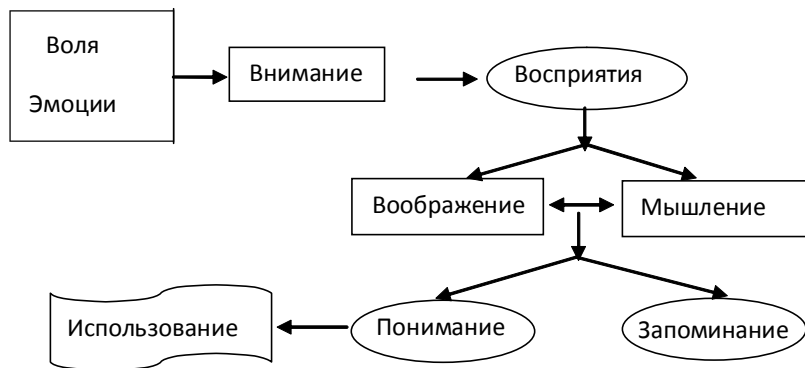 Воля
Эмоции
Внимание
Восприятия
Воображение
Мышление
Использование
Понимание
Запоминание